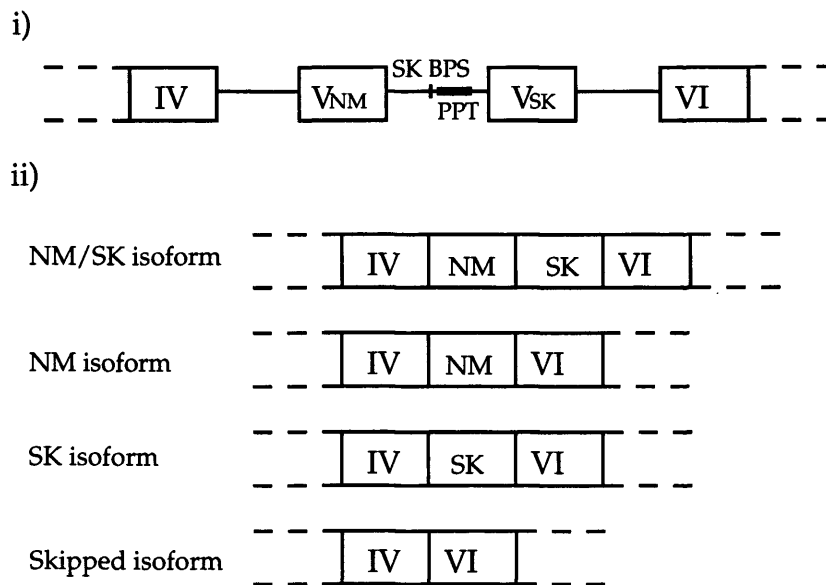 i)
SK BPS
IV VNM PPT VSK VI
ii)
NM/SK isoform IV NM SK VI
NM isoform IV NM VI
SK isoform IV SK VI
Skipped isoform IV VI